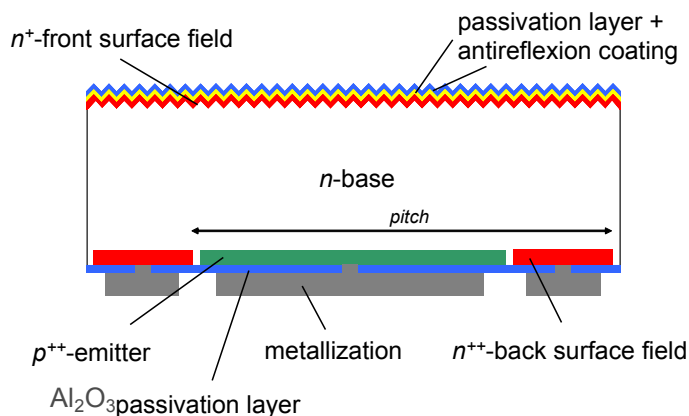 passivation layer +
antireflexion coating
n⁺-front surface field
n-base
pitch
p⁺⁺-emitter
metallization
n⁺⁺-back surface field
Al₂O₃passivation layer